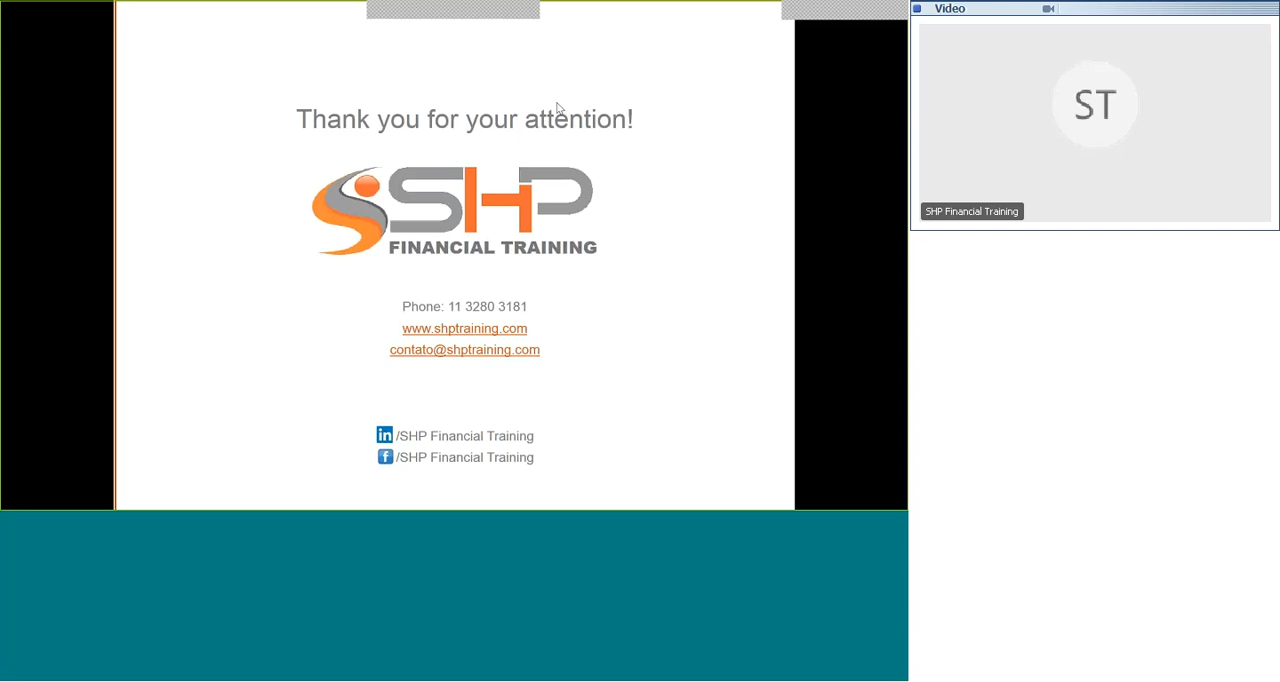 Thank you for your attention!
SHP
FINANCIAL TRAINING
Phone: 11 3280 3181
www.shptraining.com
contato@shptraining.com
in /SHP Financial Training
f /SHP Financial Training
Video
ST
SHP Financial Training